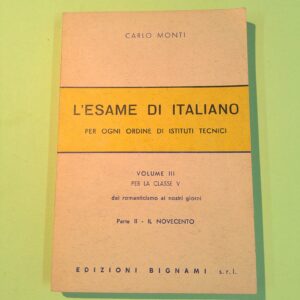 CARLO MONTI
L'ESAME DI ITALIANO
PER OGNI ORDINE DI ISTITUTI TECNICI
VOLUME III
PER LA CLASSE V
dal romanticismo ai nostri giorni
Parte II - IL NOVECENTO
EDIZIONI BIGNAMI s.r.l.